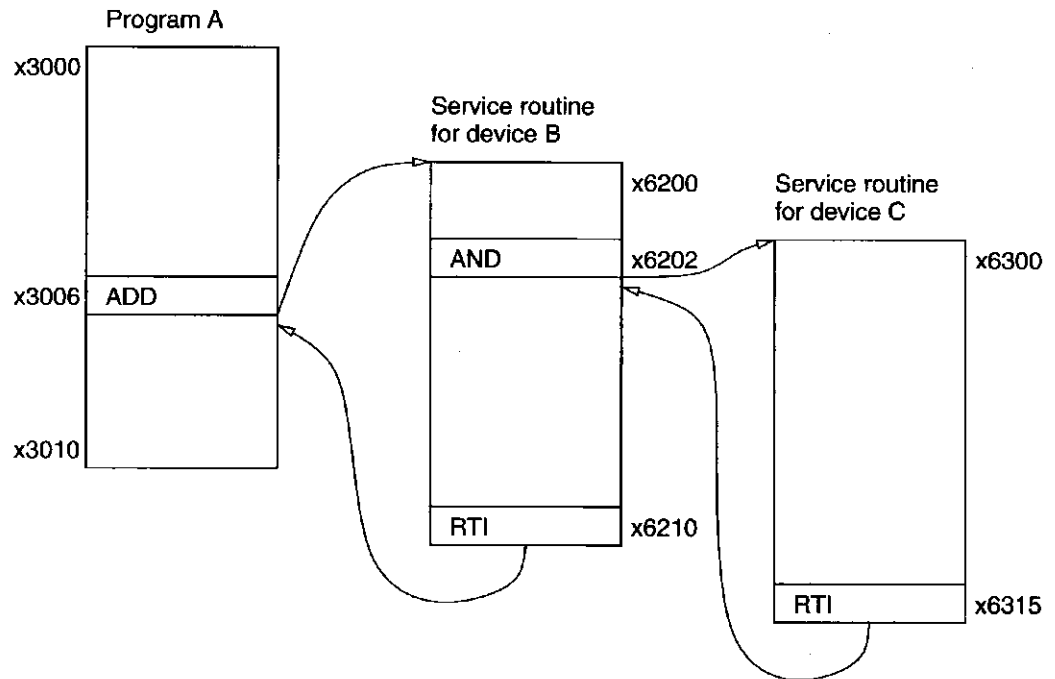 Program A
x3000
x3006
ADD
x3010
Service routine
for device B
x6200
AND
x6202
RTI
x6210
Service routine
for device C
x6300
RTI
x6315